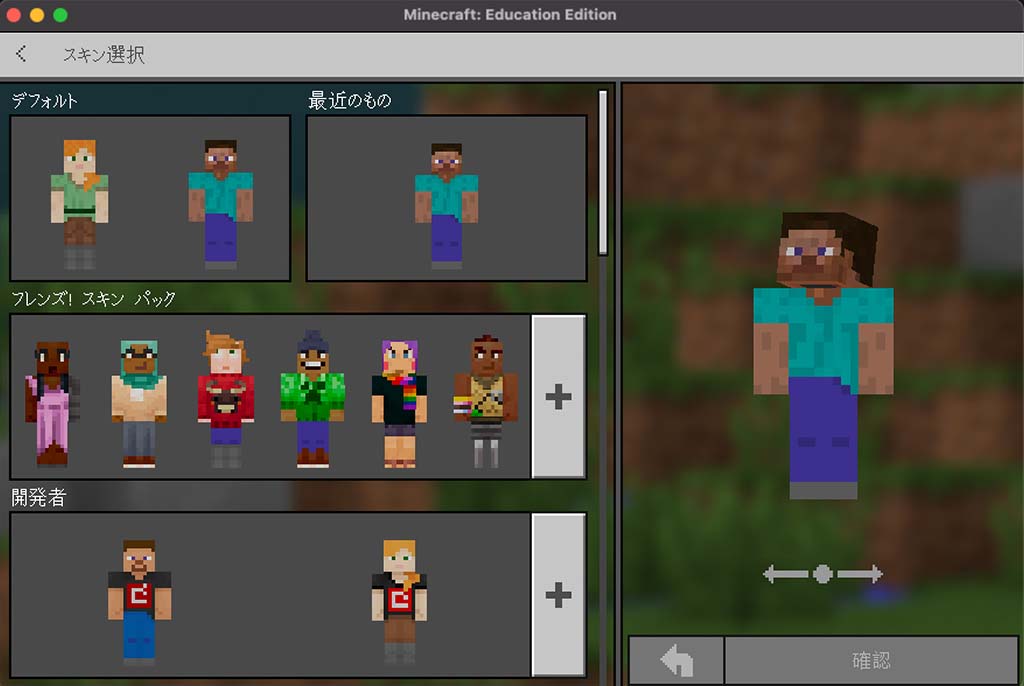 Minecraft: Education Edition
スキン選択
デフォルト
最近のもの
フレンズ! スキン パック
開発者
確認